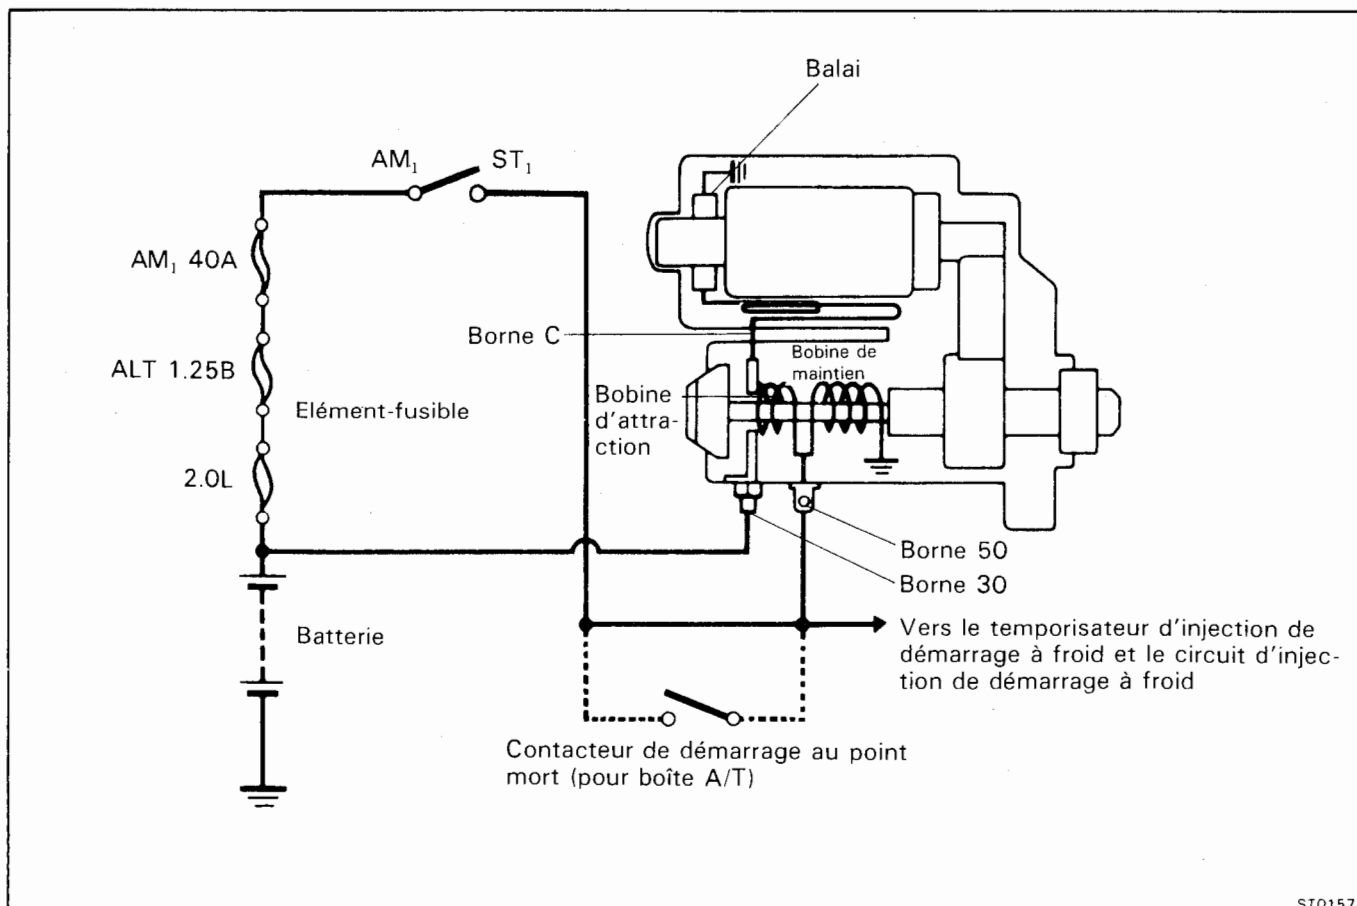 Balai
AM₁ ST₁
AM₁ 40A
Borne C
Bobine de
maintien
ALT 1.25B
Bobine
d'attra-
ction
Elément-fusible
2.0L
Borne 50
Borne 30
Batterie
Vers le temporisateur d'injection de
démarrage à froid et le circuit d'injec-
tion de démarrage à froid
Contacteur de démarrage au point
mort (pour boîte A/T)
ST0157